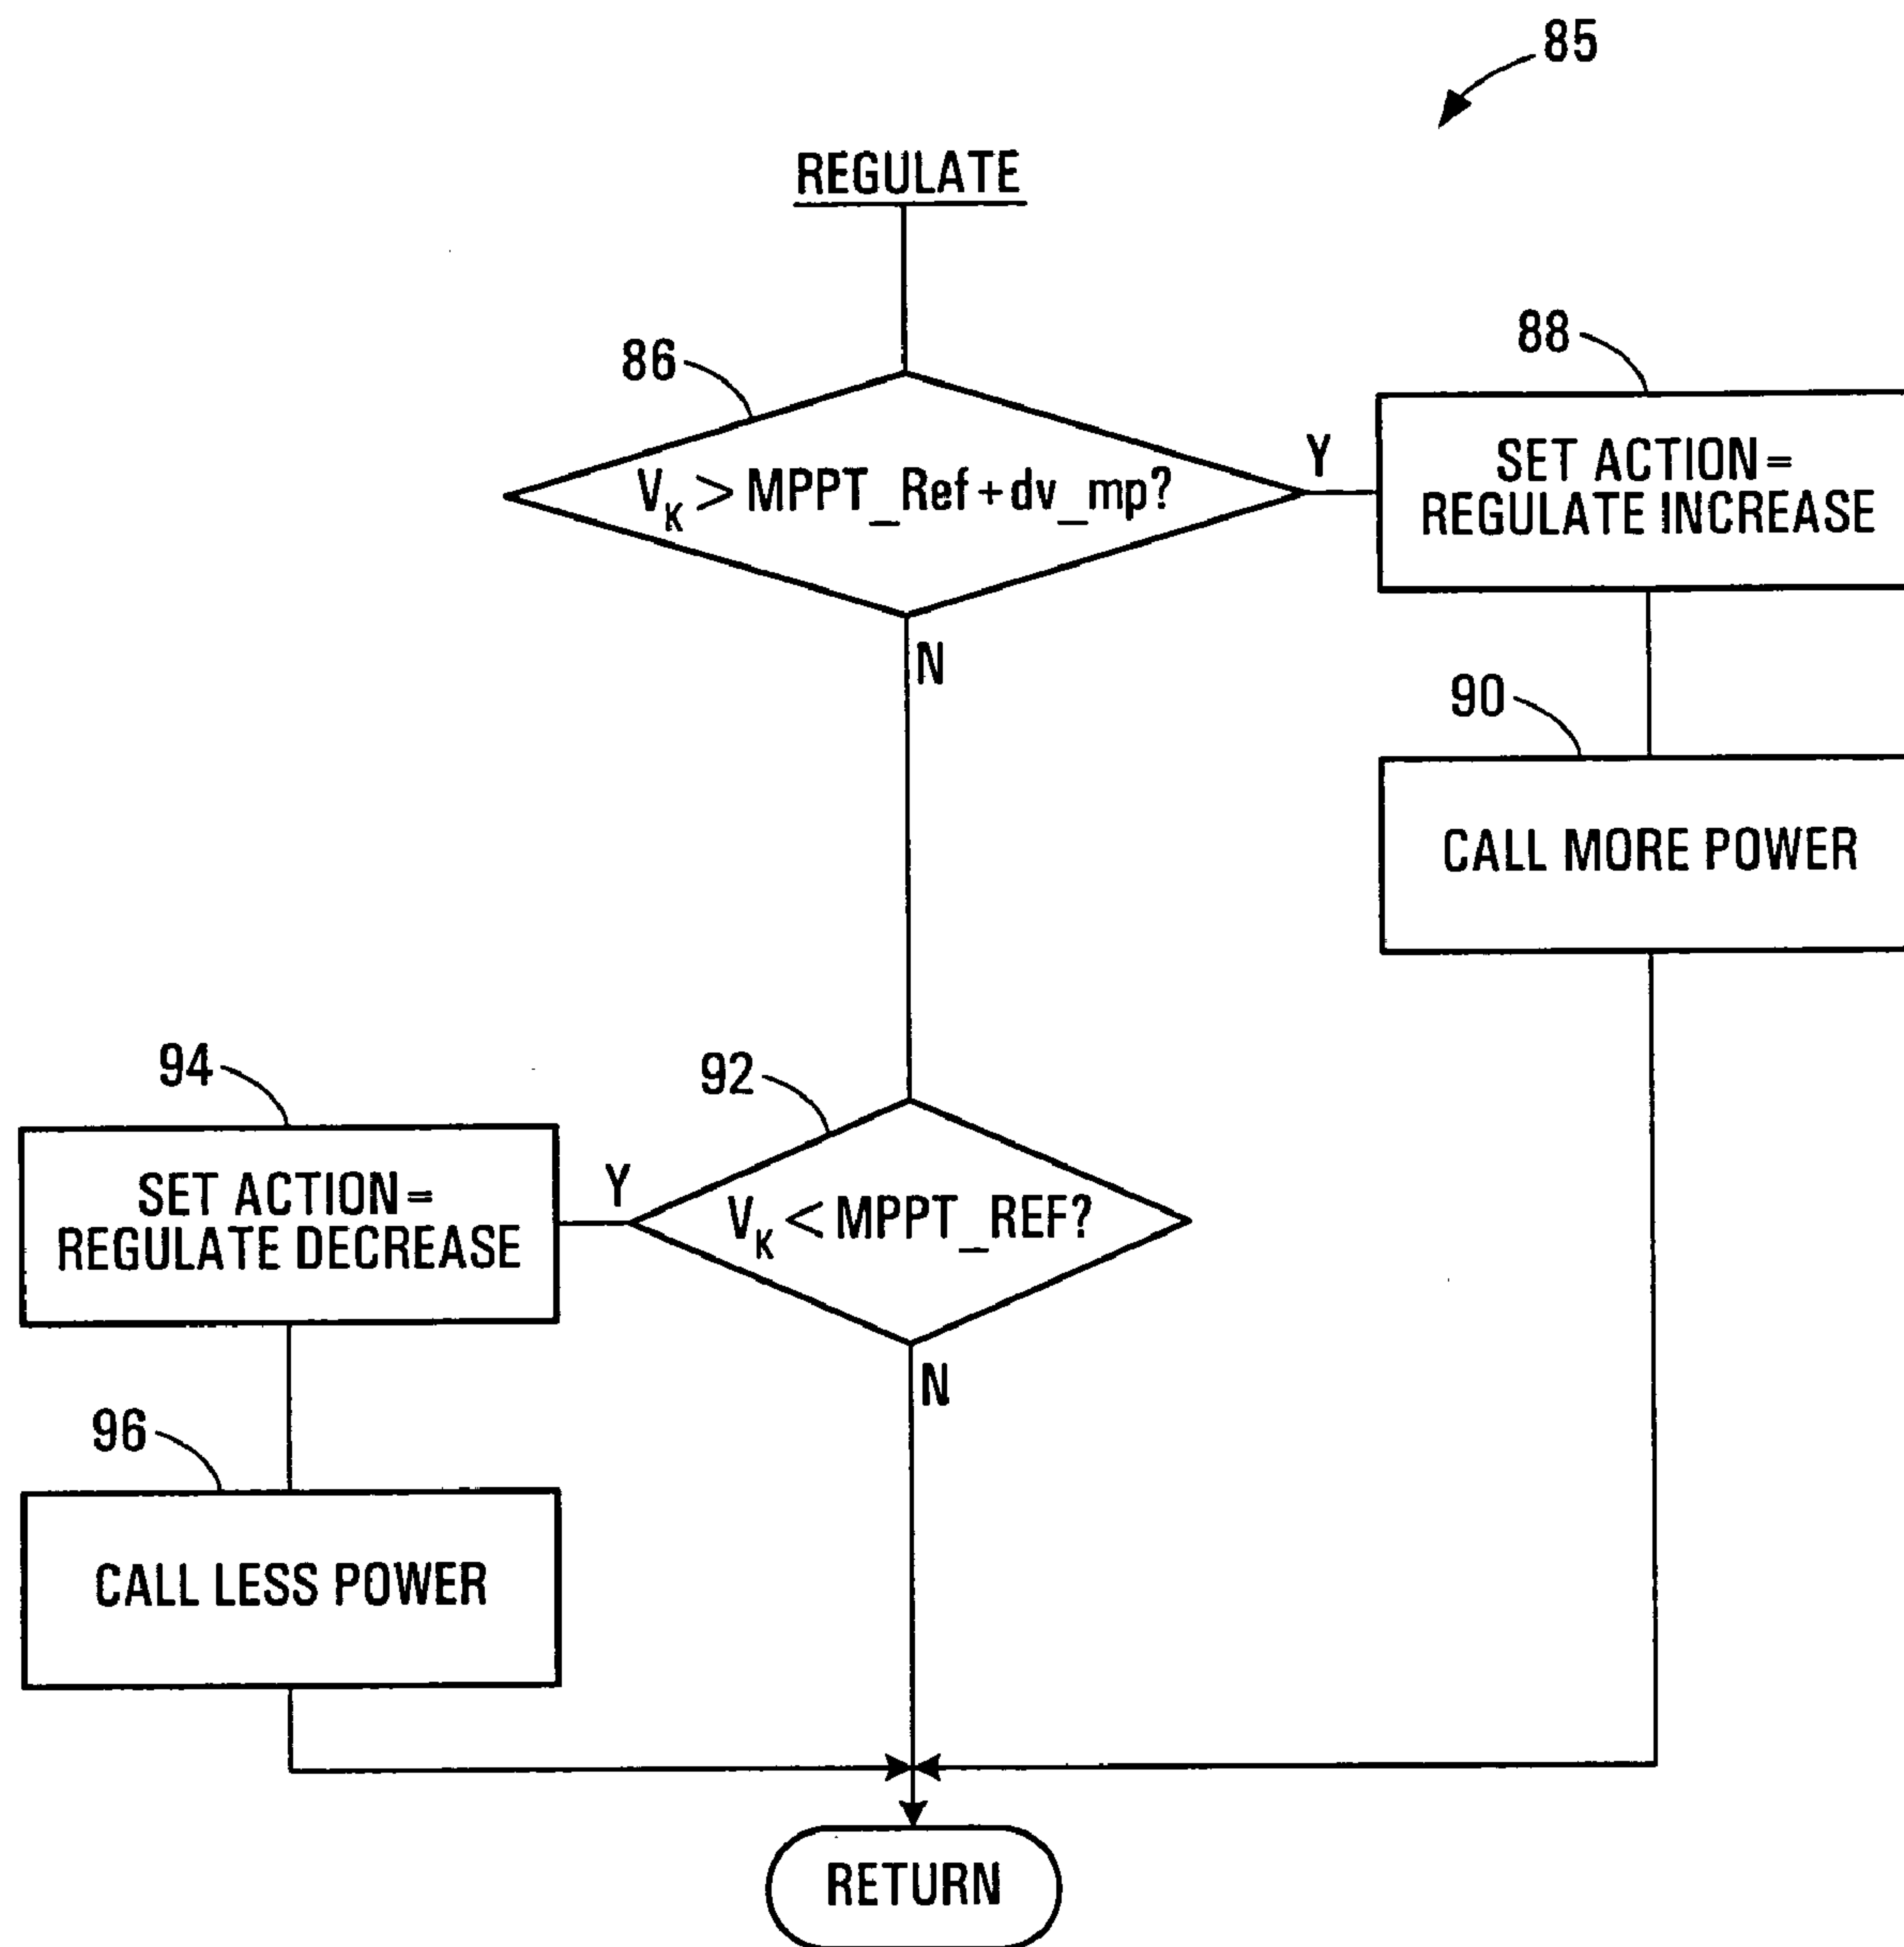 85
REGULATE
86
V_K > MPPT_Ref+dv_mp?
Y
N
88
SET ACTION=
REGULATE INCREASE
90
CALL MORE POWER
92
V_K < MPPT_REF?
Y
N
94
SET ACTION=
REGULATE DECREASE
96
CALL LESS POWER
RETURN